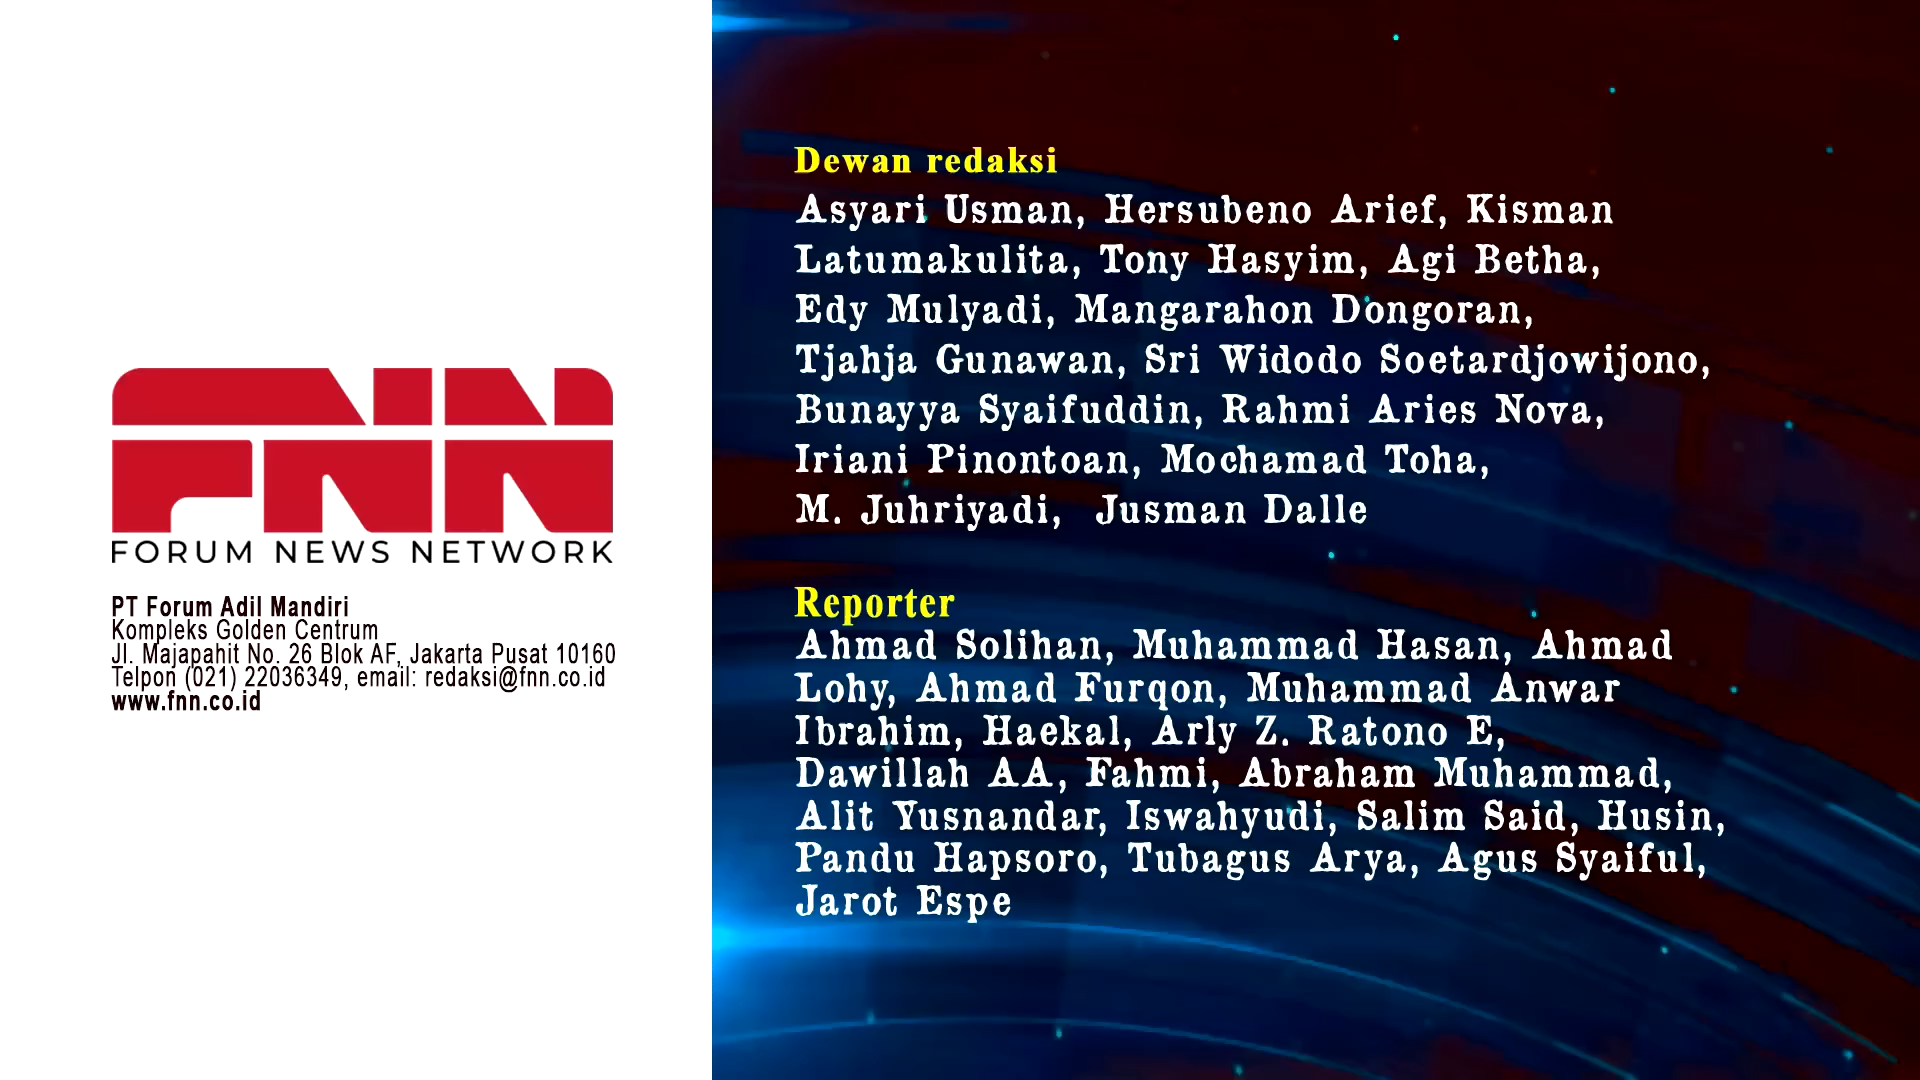 FNN
FORUM NEWS NETWORK
PT Forum Adil Mandiri
Kompleks Golden Centrum
Jl. Majapahit No. 26 Blok AF, Jakarta Pusat 10160
Telpon (021) 22036349, email: redaksi@fnn.co.id
www.fnn.co.id
Dewan redaksi
Asyari Usman, Hersubeno Arief, Kisman
Latumakulita, Tony Hasyim, Agi Betha,
Edy Mulyadi, Mangarahon Dongoran,
Tjahja Gunawan, Sri Widodo Soetardjowijono,
Bunayya Syaifuddin, Rahmi Aries Nova,
Iriani Pinontoan, Mochamad Toha,
M. Juhriyadi,  Jusman Dalle
Reporter
Ahmad Solihan, Muhammad Hasan, Ahmad
Lohy, Ahmad Furqon, Muhammad Anwar
Ibrahim, Haekal, Arly Z. Ratono E,
Dawillah AA, Fahmi, Abraham Muhammad,
Alit Yusnandar, Iswahyudi, Salim Said, Husin,
Pandu Hapsoro, Tubagus Arya, Agus Syaiful,
Jarot Espe